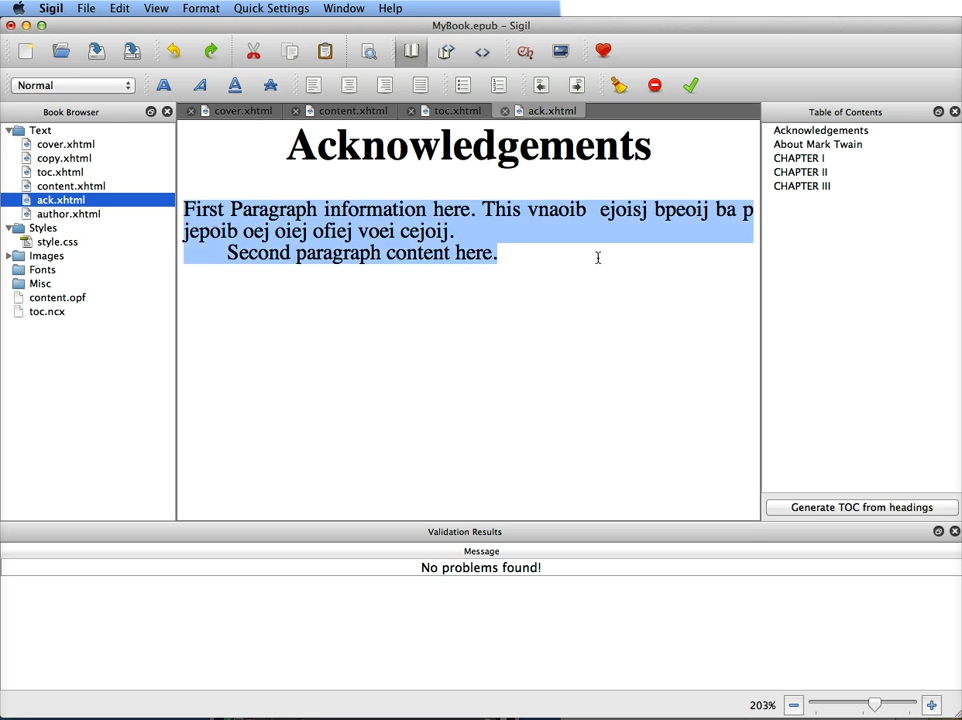 Sigil File Edit View Format Quick Settings Window Help
MyBook.epub - Sigil
Normal
Book Browser
cover.xhtml content.xhtml toc.xhtml ack.xhtml
Table of Contents
Text
cover.xhtml
copy.xhtml
toc.xhtml
content.xhtml
ack.xhtml
author.xhtml
Styles
style.css
Images
Fonts
Misc
content.opf
toc.ncx
Acknowledgements
First Paragraph information here. This vnaoib ejoisj bpeoij ba p
jepoib oej oiej ofiej voei cejoij.
Second paragraph content here.
Acknowledgements
About Mark Twain
CHAPTER I
CHAPTER II
CHAPTER III
Generate TOC from headings
Validation Results
Message
No problems found!
203%